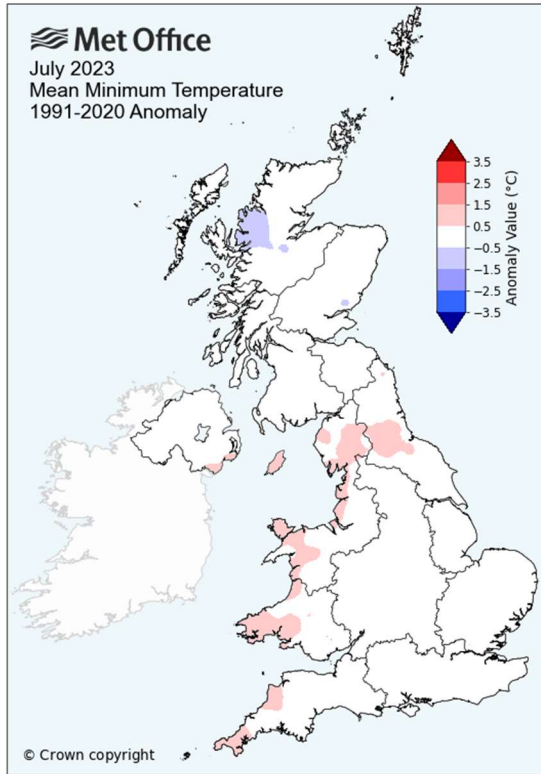 Met Office
July 2023
Mean Minimum Temperature
1991-2020 Anomaly
3.5
2.5
1.5
0.5
−0.5
−1.5
−2.5
−3.5
Anomaly Value (°C)
© Crown copyright